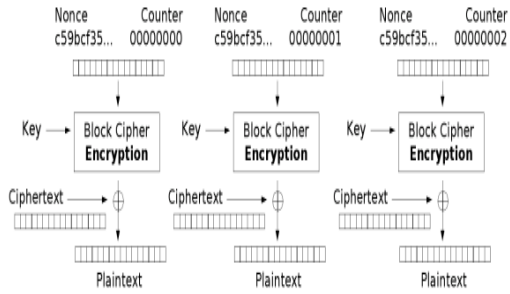 Nonce Counter Nonce Counter Nonce Counter
c59bcf35... 00000000 c59bcf35... 00000001 c59bcf35... 00000002
Key Block Cipher Key Block Cipher Key Block Cipher
Encryption Encryption Encryption
Ciphertext Ciphertext Ciphertext
Plaintext Plaintext Plaintext